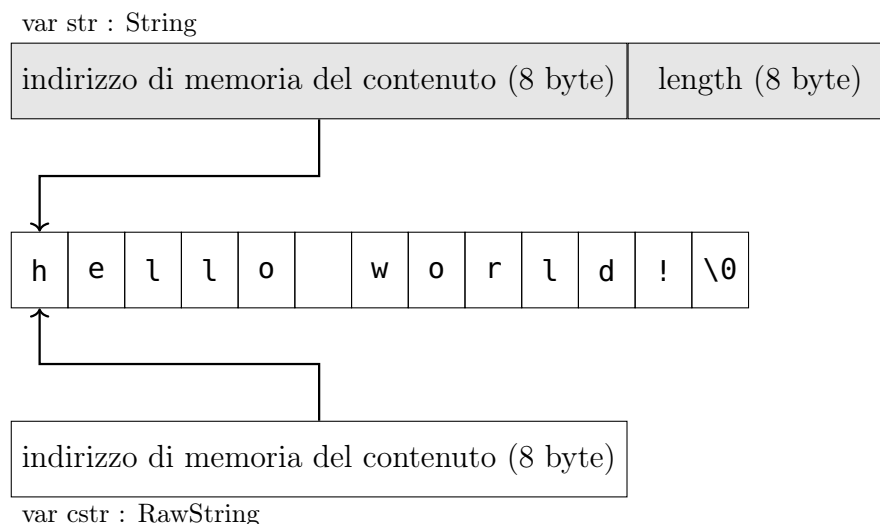 var str : String
indirizzo di memoria del contenuto (8 byte) length (8 byte)
h e l l o w o r l d ! \0
indirizzo di memoria del contenuto (8 byte)
var cstr : RawString